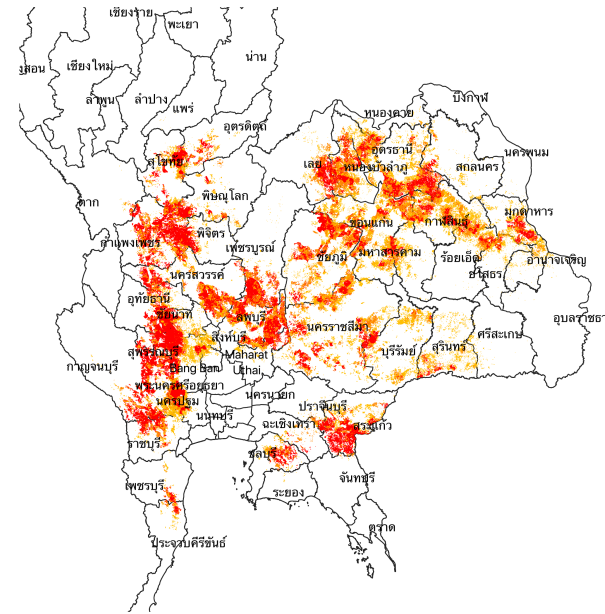 เชียงราย
พะเยา
น่าน
เชียงใหม่
งสอน
ลำพูน
ลำปาง
แพร่
อุตรดิตถ์
บึงกาฬ
หนองคาย
อุดรธานี
นครพนม
เลย
หนองบัวลำภู
สกลนคร
สุโขทัย
ตาก
พิษณุโลก
มุกดาหาร
ขอนแก่น
กาฬสินธุ์
พิจิตร
กำแพงเพชร
เพชรบูรณ์
ชัยภูมิ
มหาสารคาม
ร้อยเอ็ด
อำนาจเจริญ
ยโสธร
นครสวรรค์
อุทัยธานี
ชัยนาท
ลพบุรี
อุบลราชธา
นครราชสีมา
สิงห์บุรี
ศรีสะเกษ
สุรินทร์
บุรีรัมย์
สุพรรณบุรี
Maharat
กาญจนบุรี
Bang Ban
Uthai
พระนครศรีอยุธยา
นครนายก
นครปฐม
ปราจีนบุรี
นนทบุรี
ฉะเชิงเทรา
สระแก้ว
ราชบุรี
ชลบุรี
จันทบุรี
เพชรบุรี
ระยอง
ตราด
ประจวบคีรีขันธ์